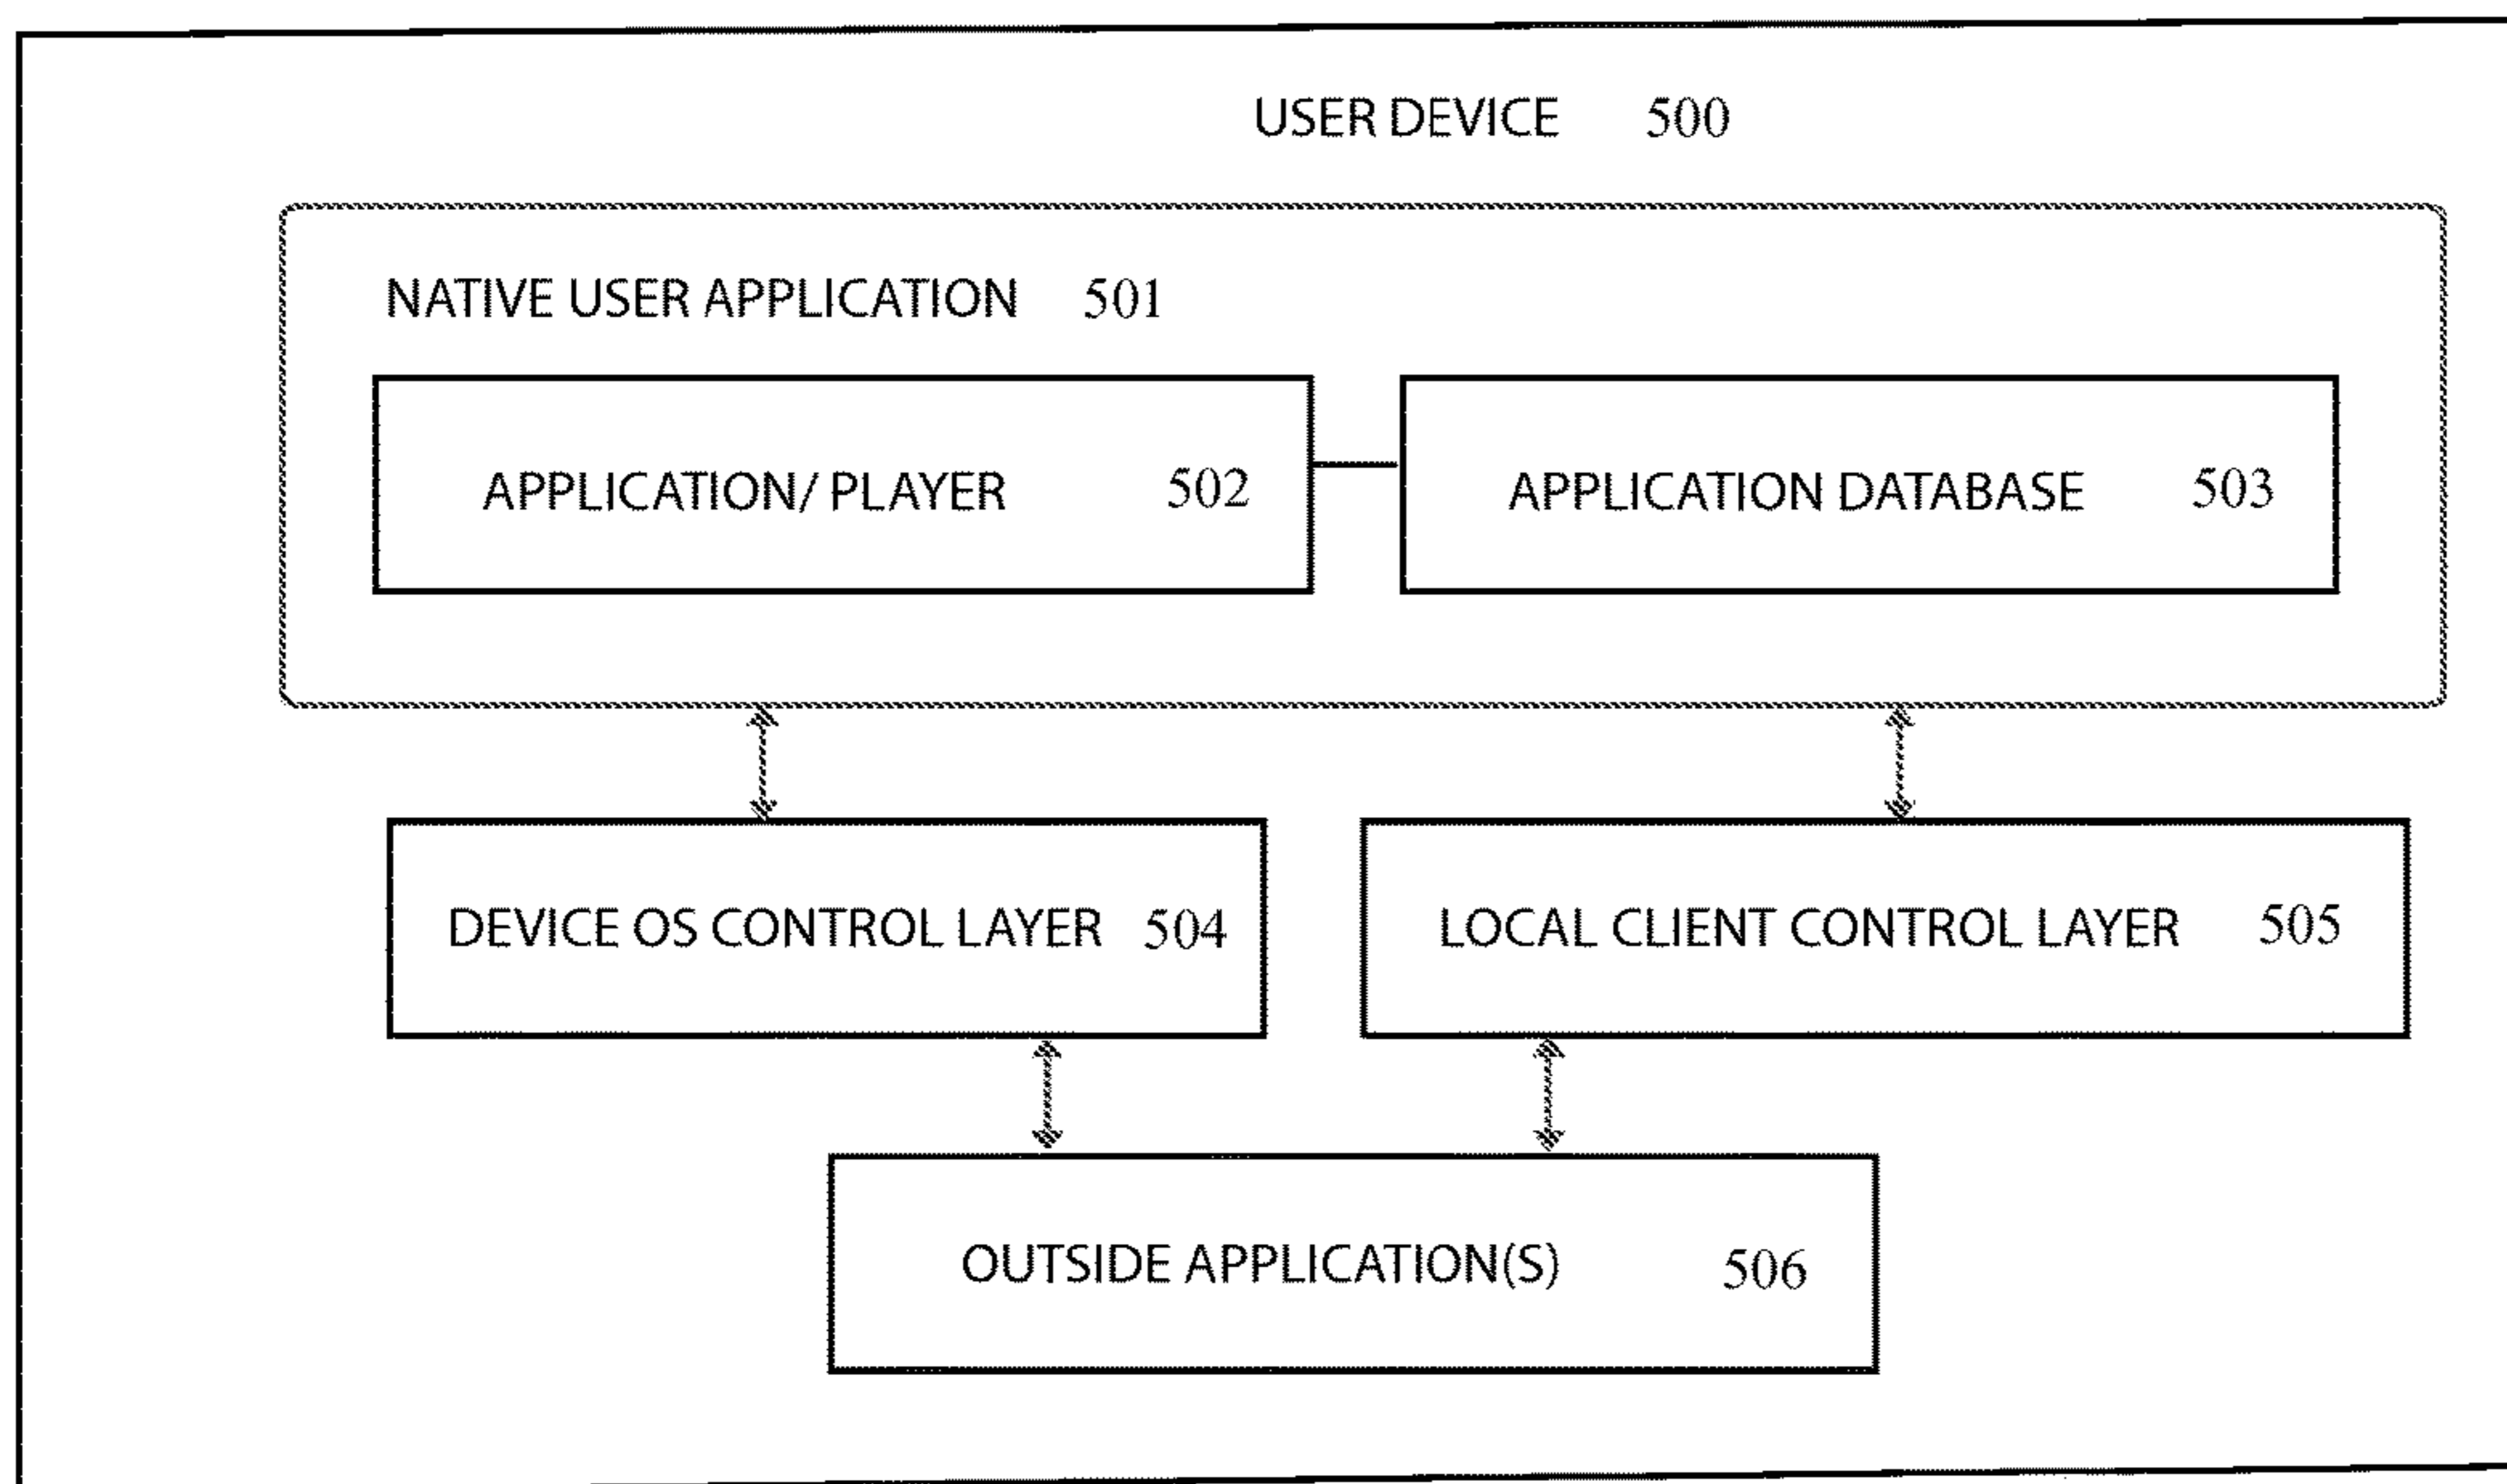 USER DEVICE 500
NATIVE USER APPLICATION 501
APPLICATION/ PLAYER 502
APPLICATION DATABASE 503
DEVICE OS CONTROL LAYER 504
LOCAL CLIENT CONTROL LAYER 505
OUTSIDE APPLICATION(S) 506